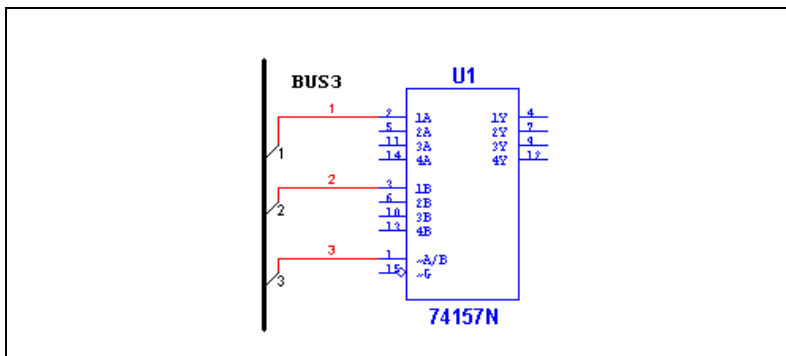 U1
BUS3
1 2 1A 1Y 4
5 2A 2Y 7
11 3A 3Y 9
1 14 4A 4Y 12
2 3 1B
6 2B
2 10 3B
13 4B
3 1 ~A/B
15 ~G
3
74157N